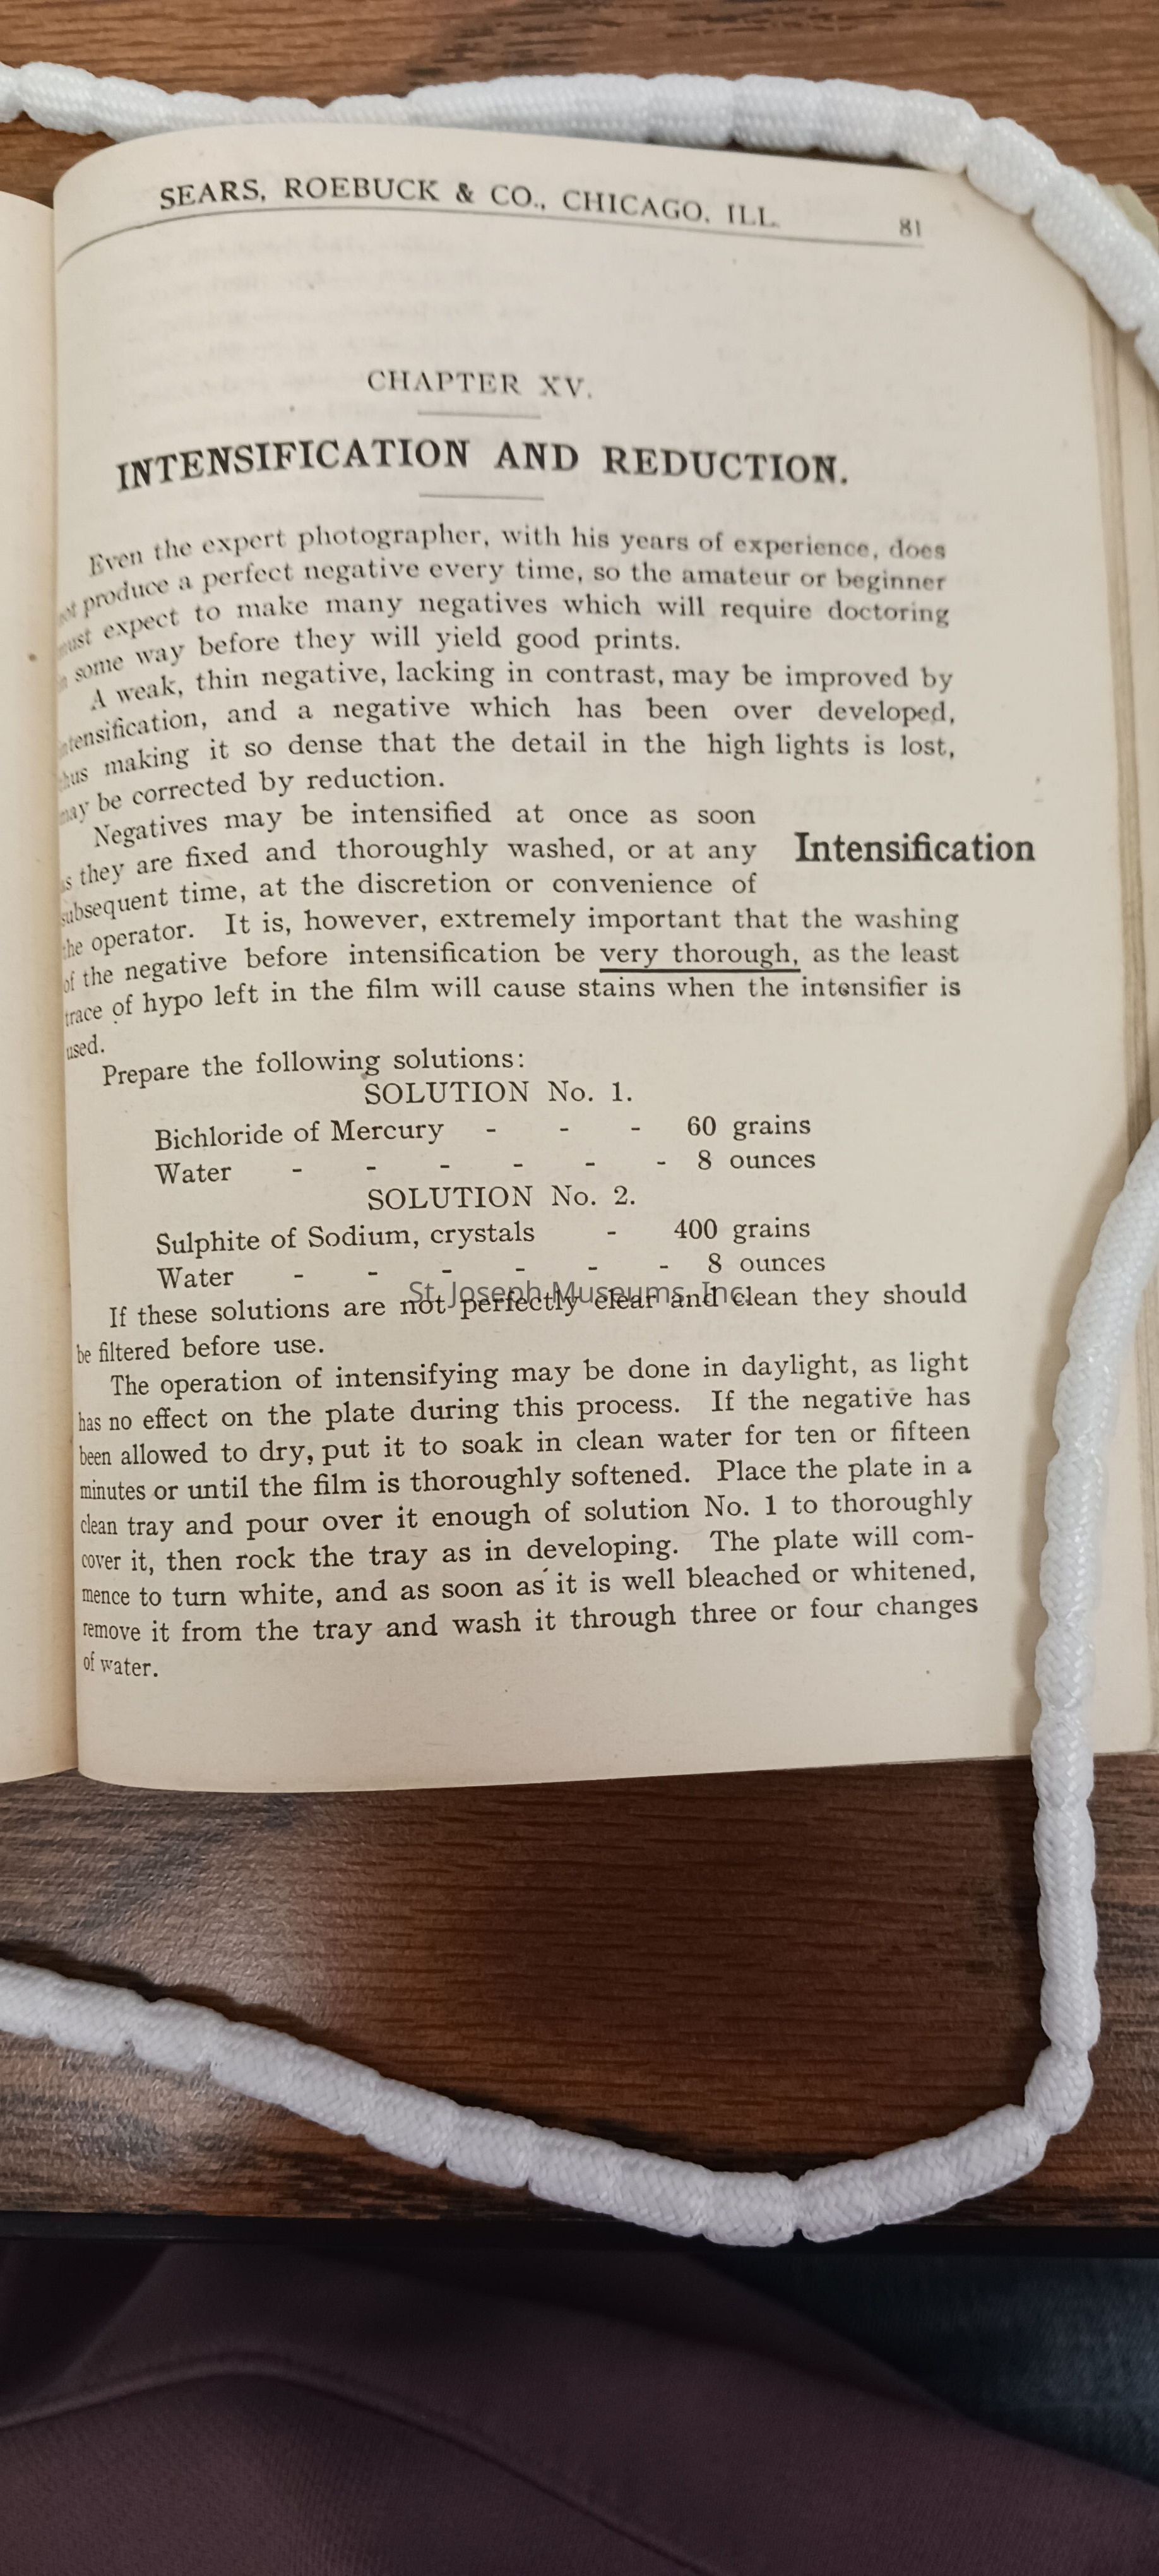 SEARS, ROEBUCK & CO., CHICAGO, ILL. 81
CHAPTER XV.
INTENSIFICATION AND REDUCTION.
Even the expert photographer, with his years of experience, does
not produce a perfect negative every time, so the amateur or beginner
must expect to make many negatives which will require doctoring
in some way before they will yield good prints.
A weak, thin negative, lacking in contrast, may be improved by
intensification, and a negative which has been over developed,
thus making it so dense that the detail in the high lights is lost,
may be corrected by reduction.
Intensification
Negatives may be intensified at once as soon
as they are fixed and thoroughly washed, or at any
subsequent time, at the discretion or convenience of
the operator. It is, however, extremely important that the washing
of the negative before intensification be very thorough, as the least
trace of hypo left in the film will cause stains when the intensifier is
used.
Prepare the following solutions:
SOLUTION No. 1.
Bichloride of Mercury - - - 60 grains
Water - - - - - - 8 ounces
SOLUTION No. 2.
Sulphite of Sodium, crystals - 400 grains
Water - - - - - - 8 ounces
St. Joseph Museums, Inc.
If these solutions are not perfectly clear and clean they should
be filtered before use.
The operation of intensifying may be done in daylight, as light
has no effect on the plate during this process. If the negative has
been allowed to dry, put it to soak in clean water for ten or fifteen
minutes or until the film is thoroughly softened. Place the plate in a
clean tray and pour over it enough of solution No. 1 to thoroughly
cover it, then rock the tray as in developing. The plate will com-
mence to turn white, and as soon as it is well bleached or whitened,
remove it from the tray and wash it through three or four changes
of water.